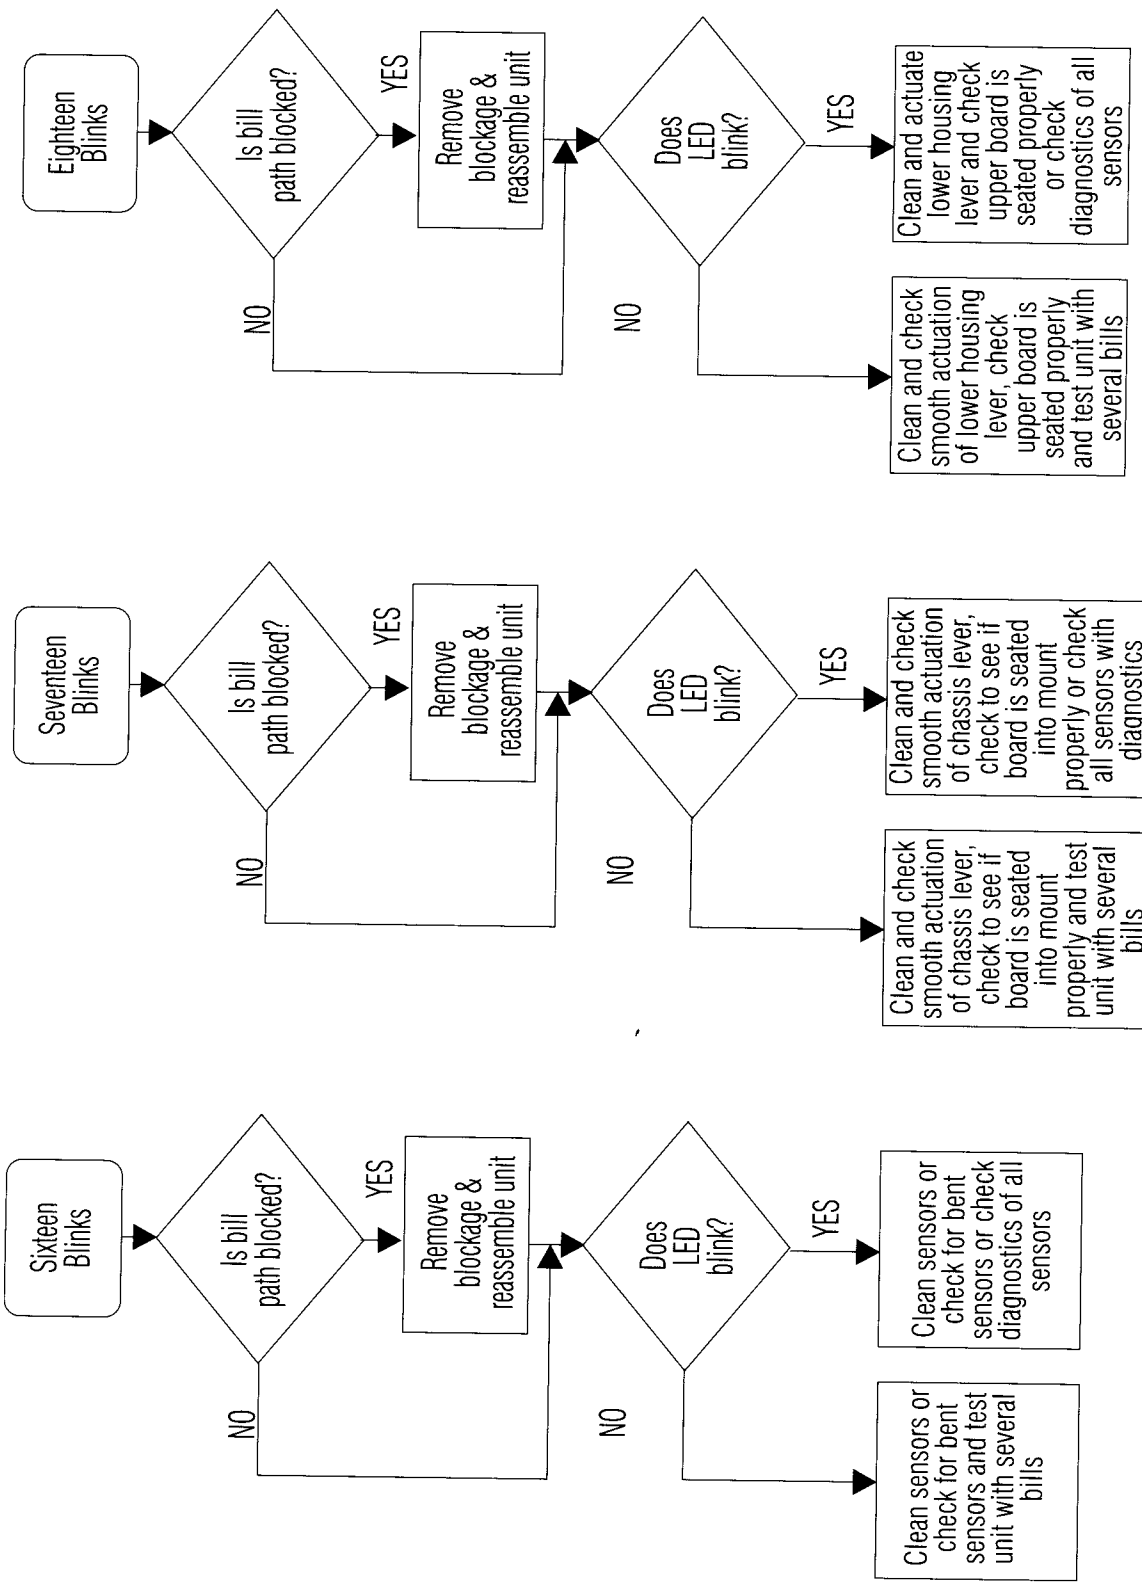 Sixteen
Blinks
Is bill
path blocked?
YES
NO
Remove
blockage &
reassemble unit
Does
LED
blink?
YES
NO
Clean sensors or
check for bent
sensors and test
unit with several
bills
Clean sensors or
check for bent
sensors or check
diagnostics of all
sensors
Seventeen
Blinks
Is bill
path blocked?
YES
NO
Remove
blockage &
reassemble unit
Does
LED
blink?
YES
NO
Clean and check
smooth actuation
of chassis lever,
check to see if
board is seated
into mount
properly and test
unit with several
bills
Clean and check
smooth actuation
of chassis lever,
check to see if
board is seated
into mount
properly or check
all sensors with
diagnostics
Eighteen
Blinks
Is bill
path blocked?
YES
NO
Remove
blockage &
reassemble unit
Does
LED
blink?
YES
NO
Clean and check
smooth actuation
of lower housing
lever, check
upper board is
seated properly
and test unit with
several bills
Clean and actuate
lower housing
lever and check
upper board is
seated properly
or check
diagnostics of all
sensors